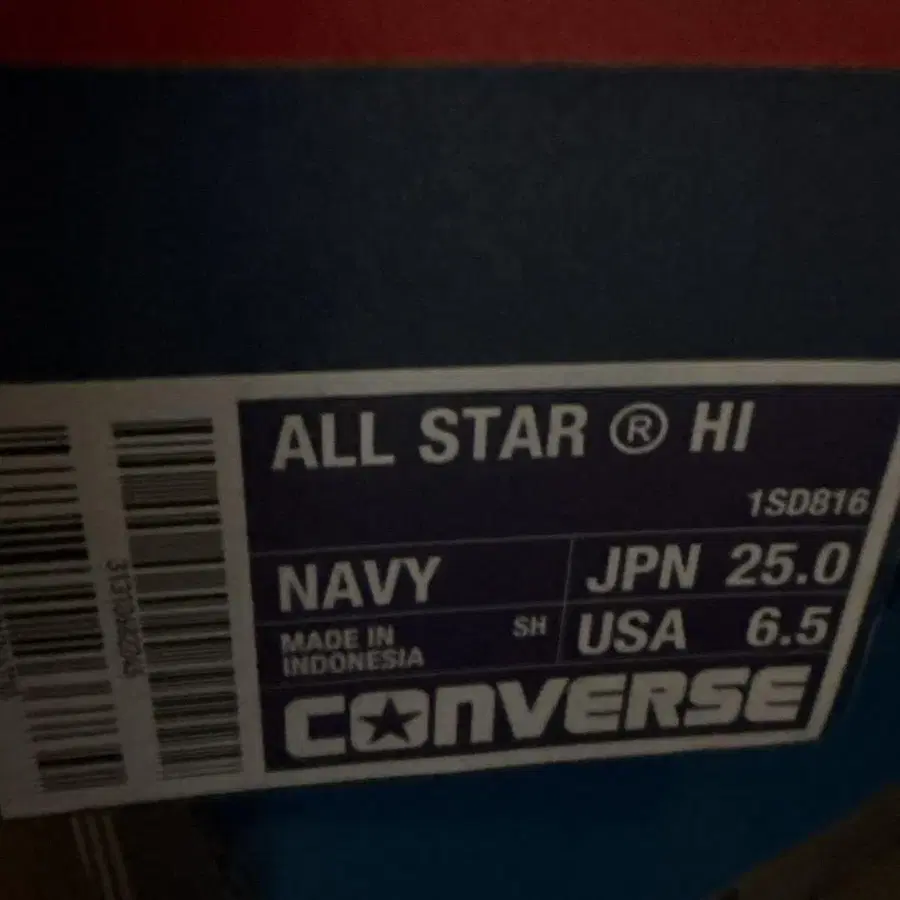 ALL STAR ® HI
1SD816
NAVY
JPN 25.0
MADE IN
INDONESIA
SH
USA 6.5
CONVERSE